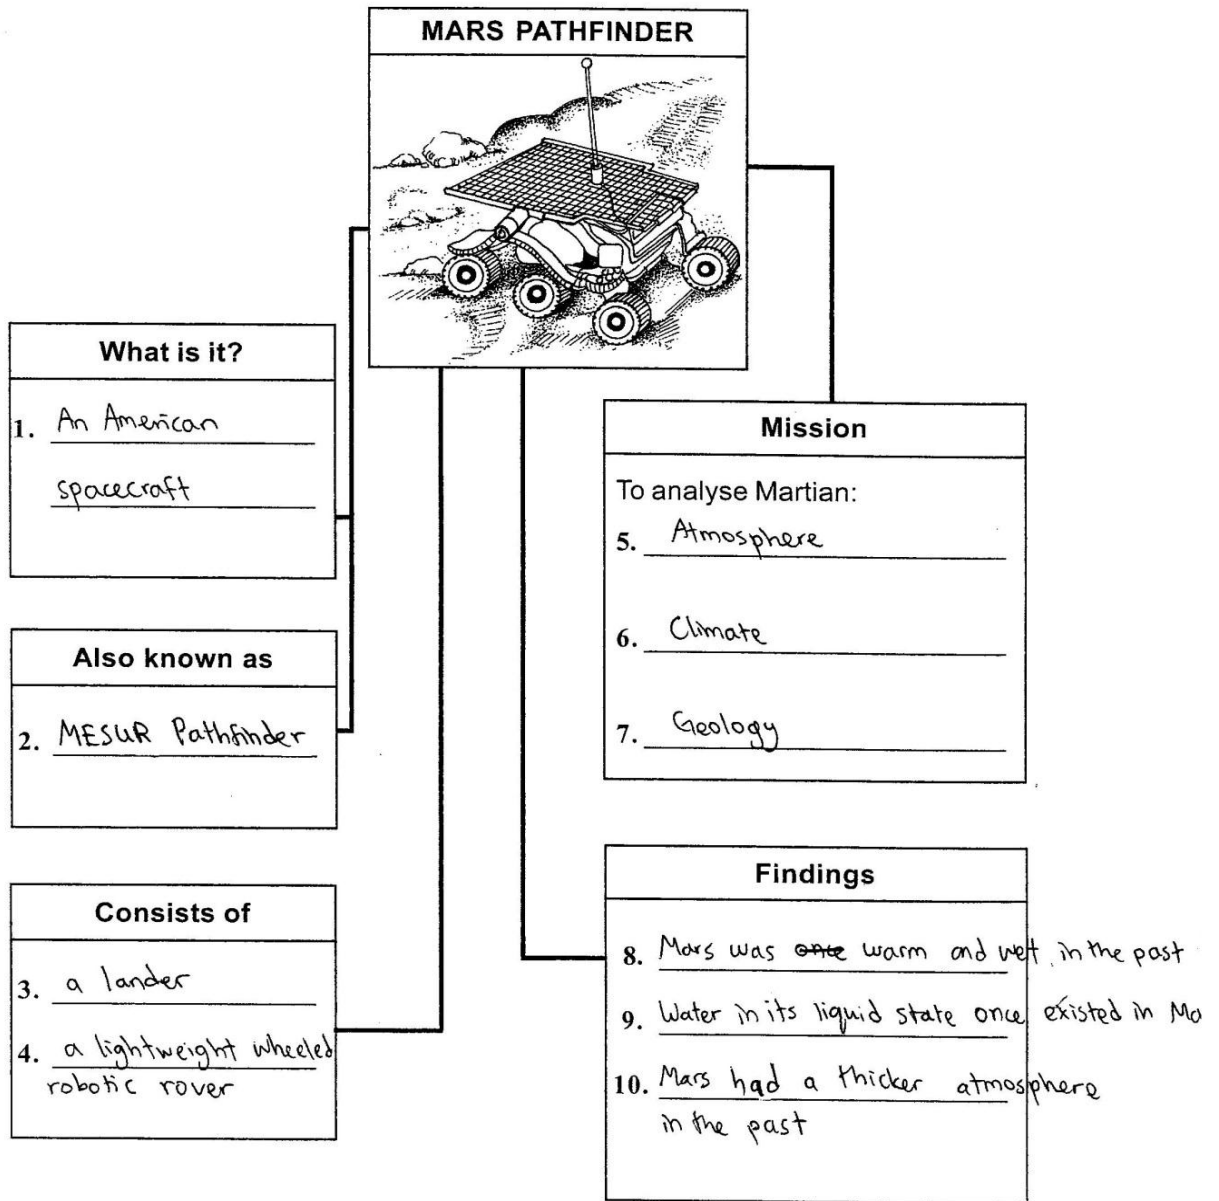 MARS PATHFINDER
What is it?
1. An American
spacecraft
Also known as
2. MESUR Pathfinder
Consists of
3. a lander
4. a lightweight wheeled
robotic rover
Mission
To analyse Martian:
5. Atmosphere
6. Climate
7. Geology
Findings
8. Mars was once warm and wet in the past
9. Water in its liquid state once existed in Ma
10. Mars had a thicker atmosphere
in the past